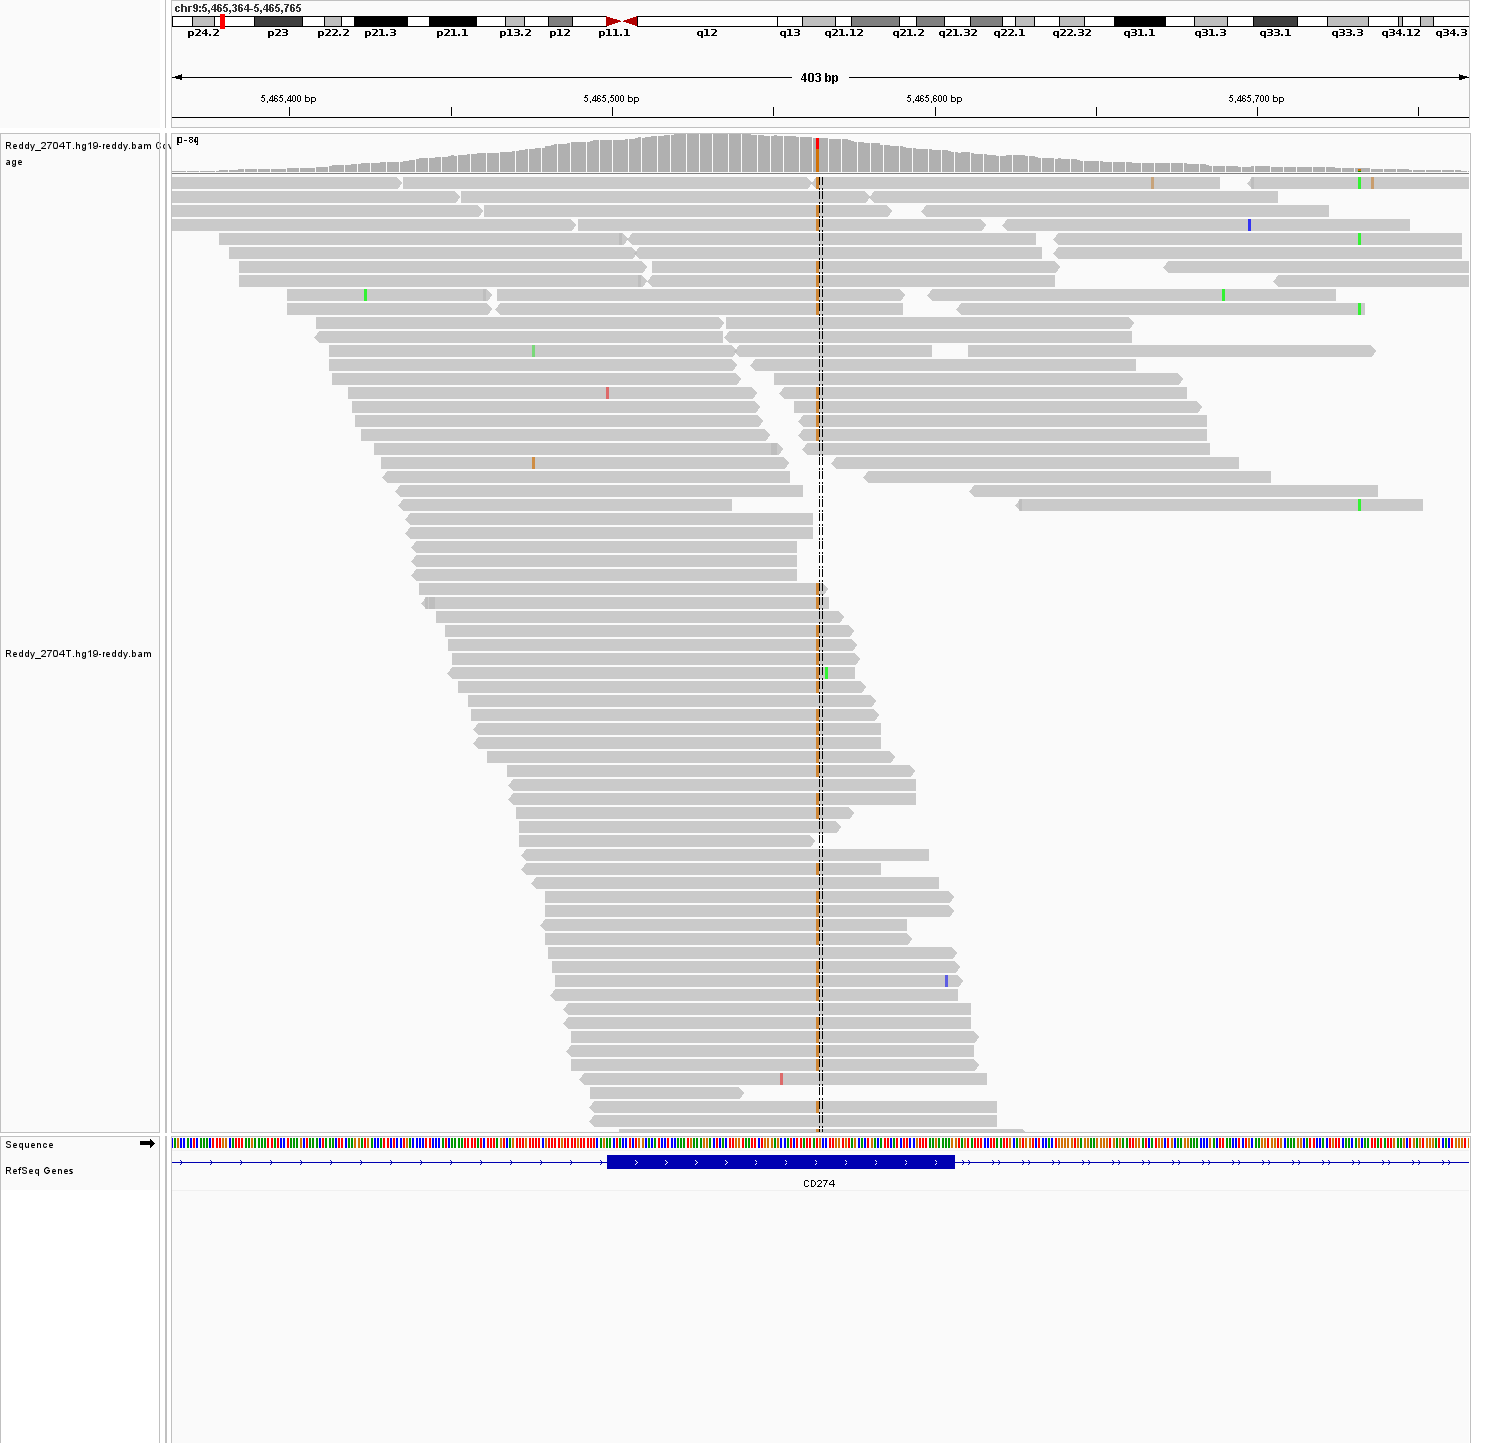 chr9:5,465,364-5,465,765
p24.2 p23 p22.2 p21.3 p21.1 p13.2 p12 p11.1 q12 q13 q21.12 q21.2 q21.32 q22.1 q22.32 q31.1 q31.3 q33.1 q33.3 q34.12 q34.3
403 bp
5,465,400 bp 5,465,500 bp 5,465,600 bp 5,465,700 bp
Reddy_2704T.hg19-reddy.bam
age
Reddy_2704T.hg19-reddy.bam
Sequence
RefSeq Genes
CD274